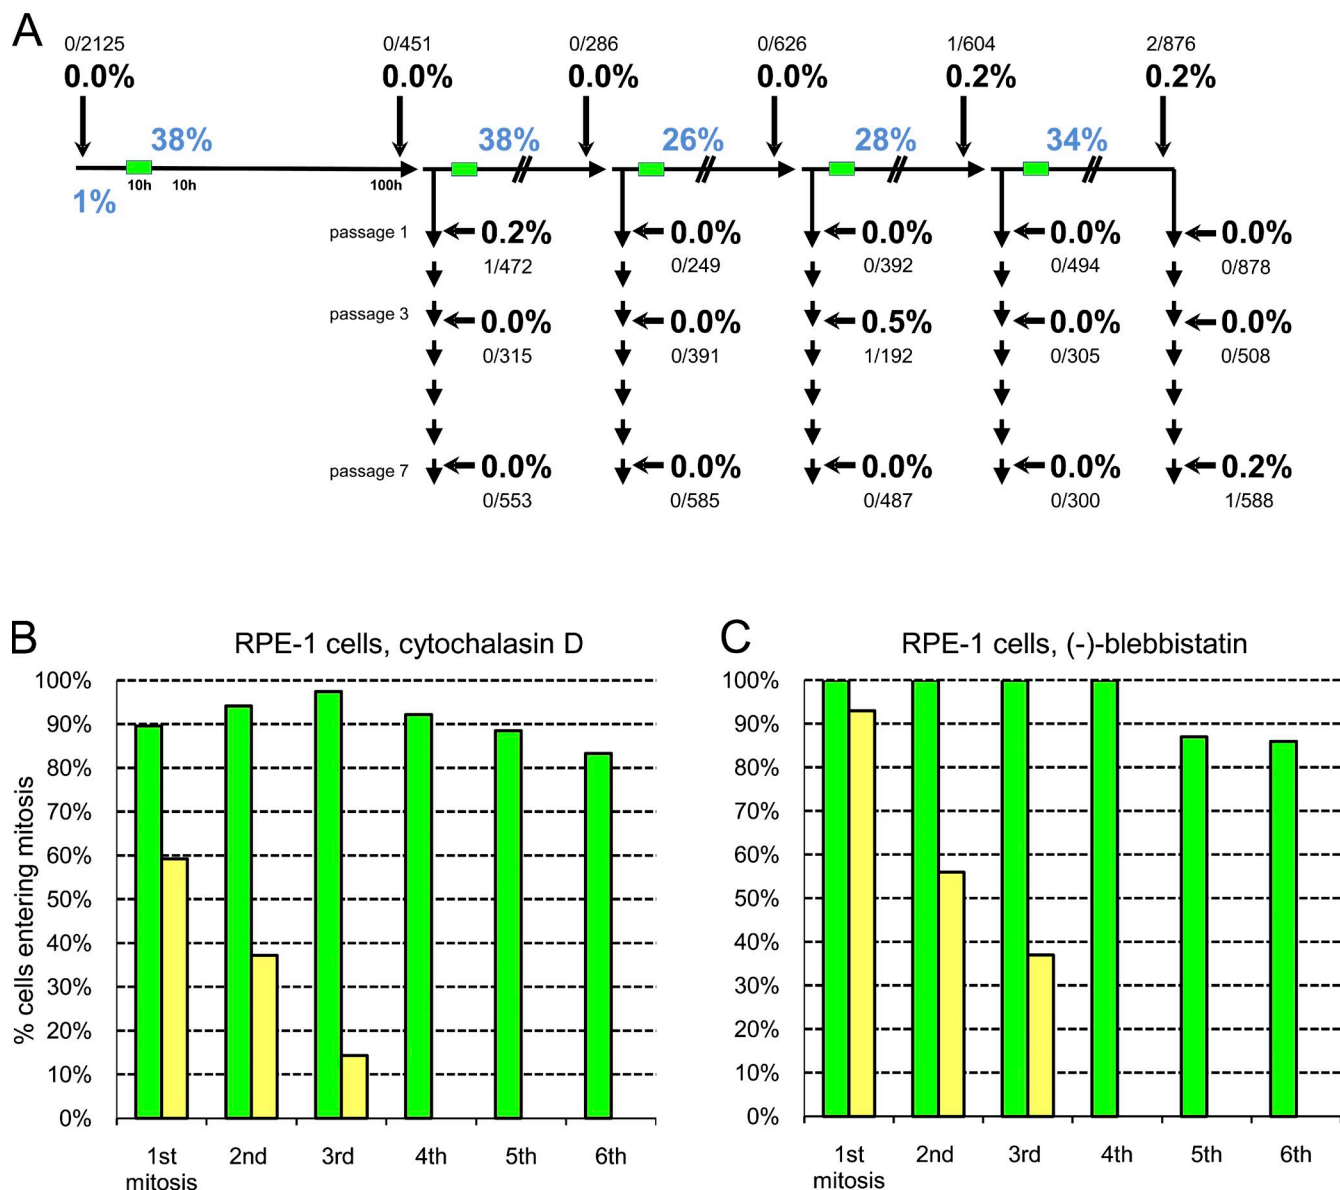 A
0/2125 0/451 0/286 0/626 1/604 2/876
0.0% 0.0% 0.0% 0.0% 0.2% 0.2%
38% 38% 26% 28% 34%
10h 10h 100h
1%
passage 1 0.2% 0.0% 0.0% 0.0% 0.0%
1/472 0/249 0/392 0/494 0/878
passage 3 0.0% 0.0% 0.5% 0.0% 0.0%
0/315 0/391 1/192 0/305 0/508
passage 7 0.0% 0.0% 0.0% 0.0% 0.2%
0/553 0/585 0/487 0/300 1/588
B
RPE-1 cells, cytochalasin D
% cells entering mitosis
100%
90%
80%
70%
60%
50%
40%
30%
20%
10%
0%
1st 2nd 3rd 4th 5th 6th
mitosis
C
RPE-1 cells, (-)-blebbistatin
100%
90%
80%
70%
60%
50%
40%
30%
20%
10%
0%
1st 2nd 3rd 4th 5th 6th
mitosis